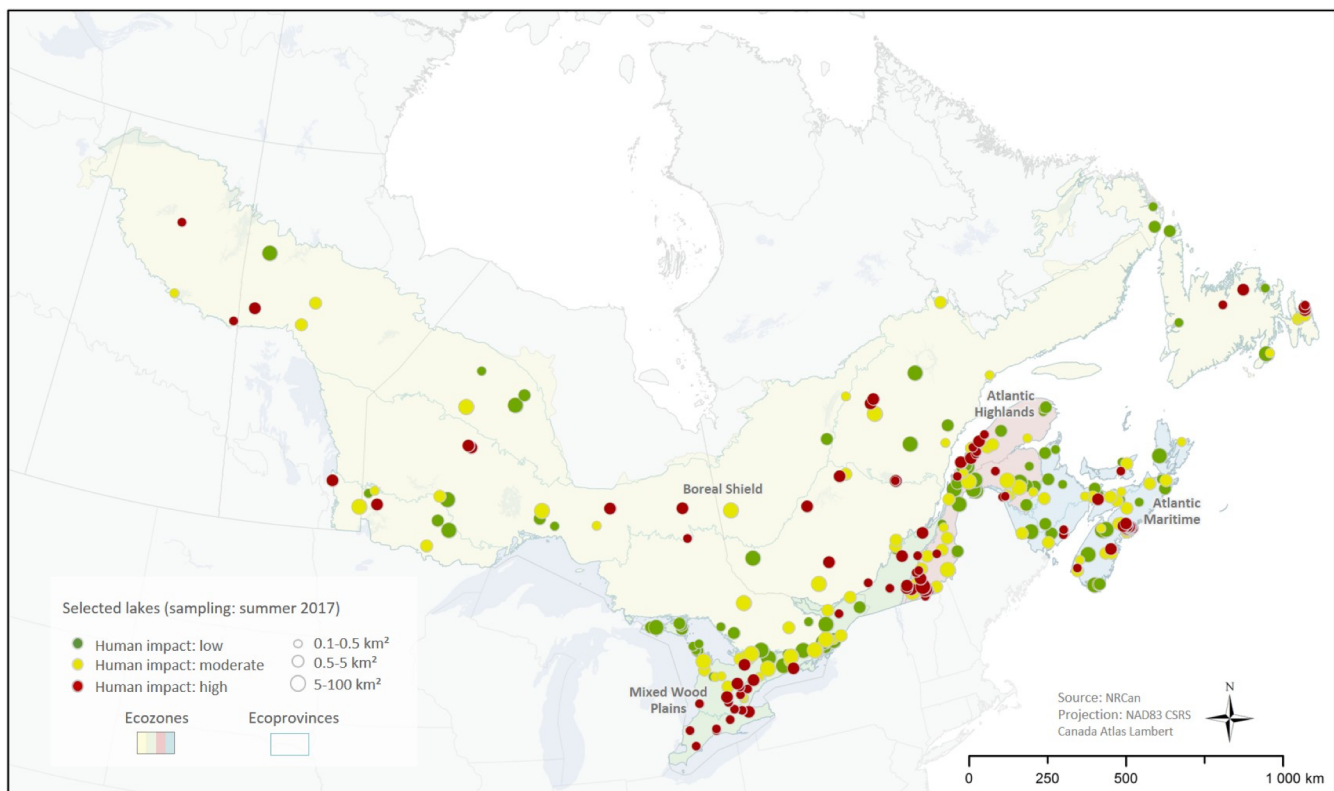 Atlantic
Highlands
Boreal Shield
Atlantic
Maritime
Mixed Wood
Plains
Selected lakes (sampling: summer 2017)
Human impact: low
0.1-0.5 km²
Human impact: moderate
0.5-5 km²
Human impact: high
5-100 km²
Ecozones
Ecoprovinces
Source: NRCan
Projection: NAD83 CSRS
Canada Atlas Lambert
N
0 250 500 1 000 km